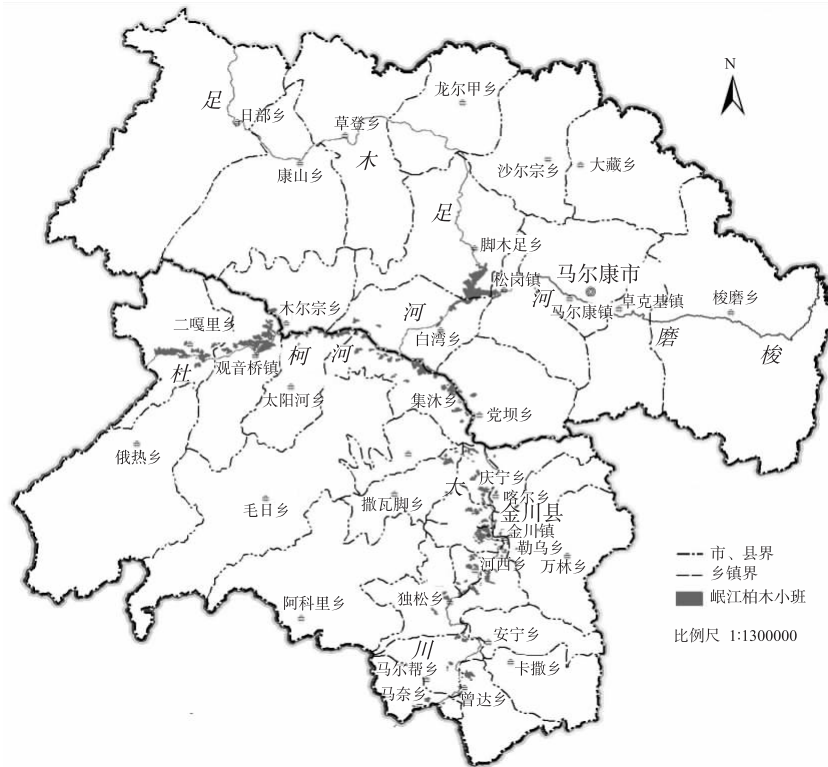 N
龙尔甲乡
足
日部乡
草登乡
木
康山乡
沙尔宗乡
大藏乡
足
脚木足乡
马尔康市
松岗镇
河
马尔康镇
卓克基镇
梭磨乡
木尔宗乡
二嘎里乡
河
白湾乡
磨
梭
杜
观音桥镇
柯
河
太阳河乡
集沐乡
党坝乡
俄热乡
庆宁乡
毛日乡
撒瓦脚乡
大
喀尔乡
金川县
金川镇
勒乌乡
河西乡
万林乡
市、县界
乡镇界
岷江柏木小班
比例尺 1:1300000
阿科里乡
独松乡
安宁乡
川
马尔帮乡
卡撒乡
马奈乡
曾达乡